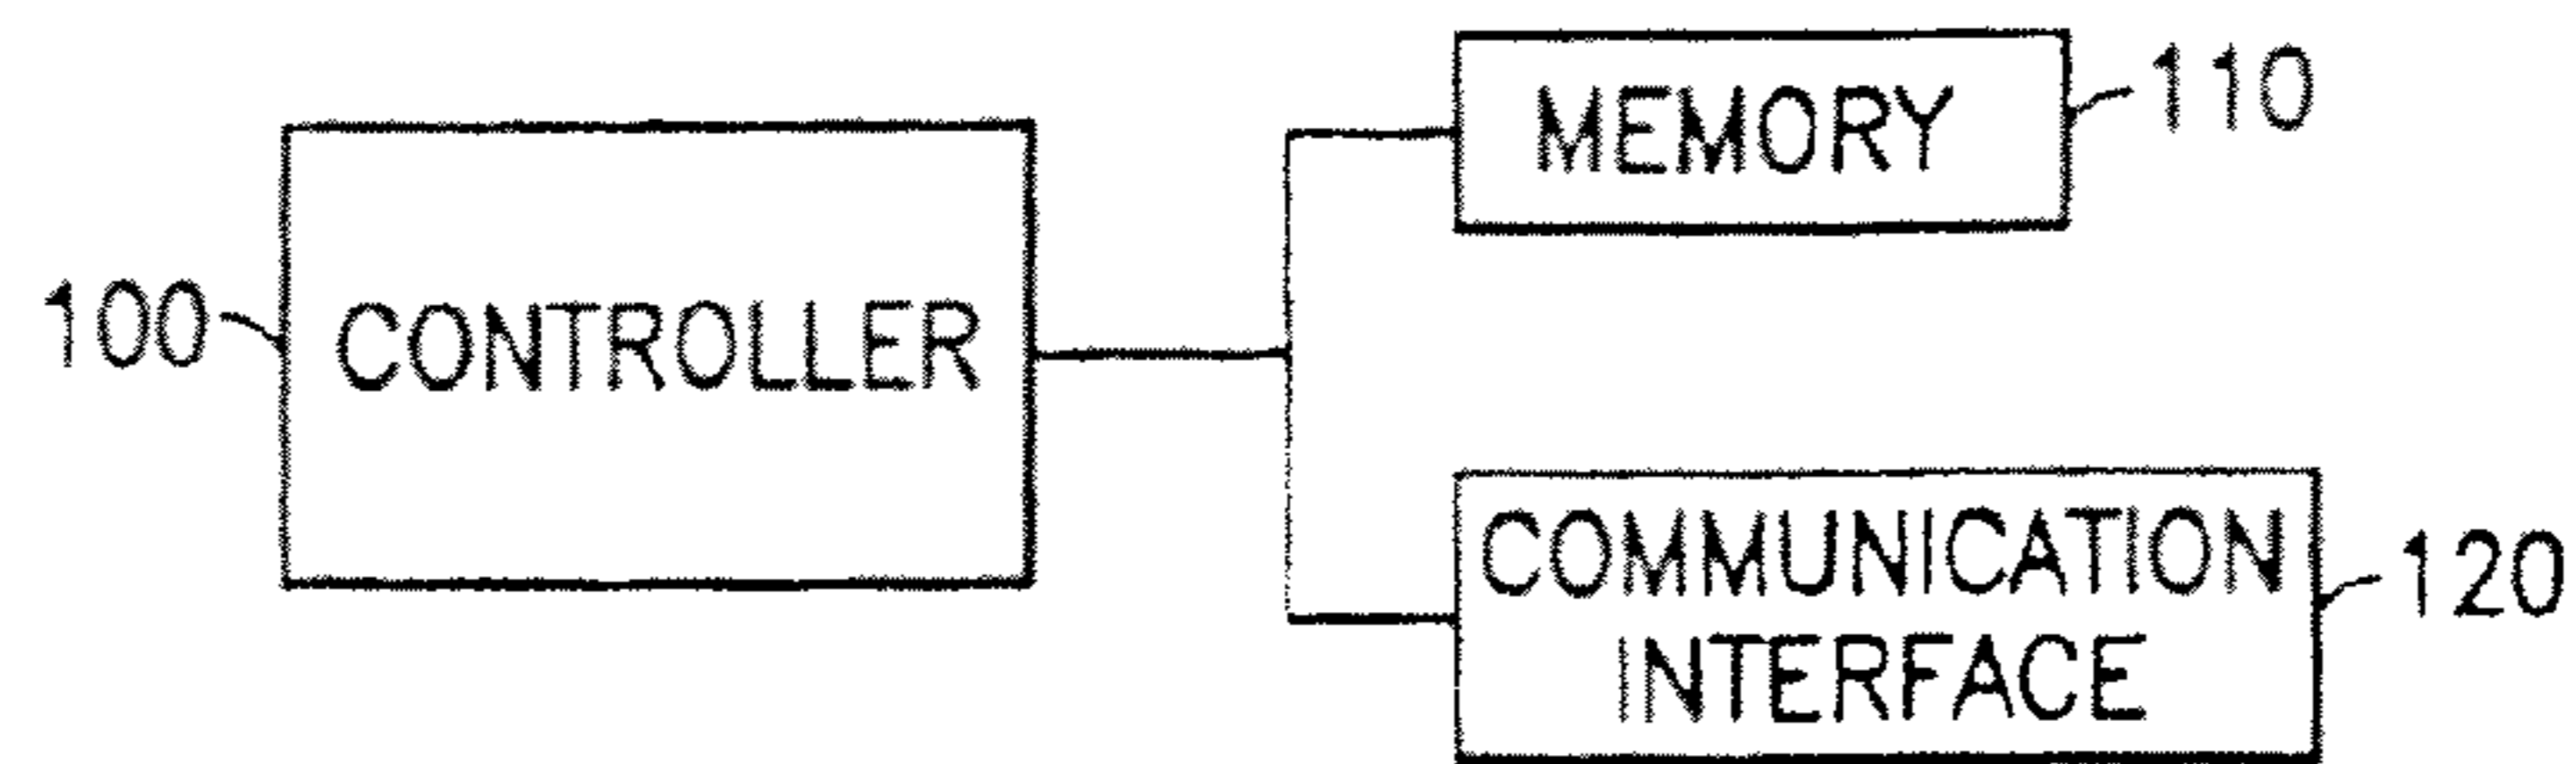 MEMORY
110
100
CONTROLLER
COMMUNICATION
INTERFACE
120